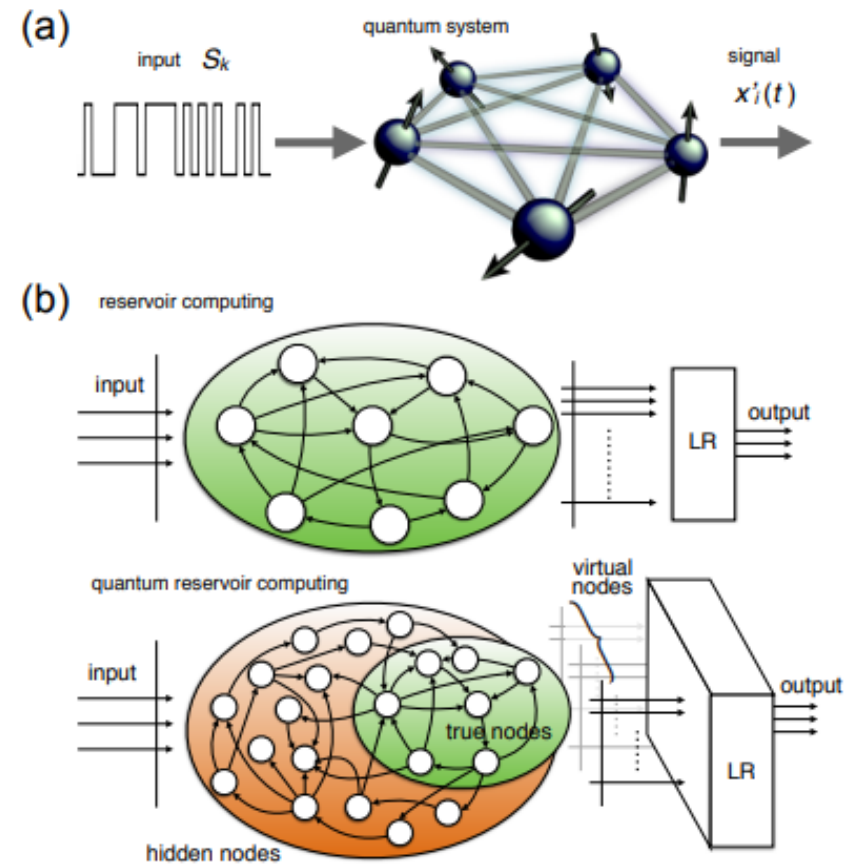 (a)
quantum system
input S_k
signal
x'_i(t)
(b)
reservoir computing
input
LR
output
quantum reservoir computing
virtual
nodes
input
true nodes
output
LR
hidden nodes